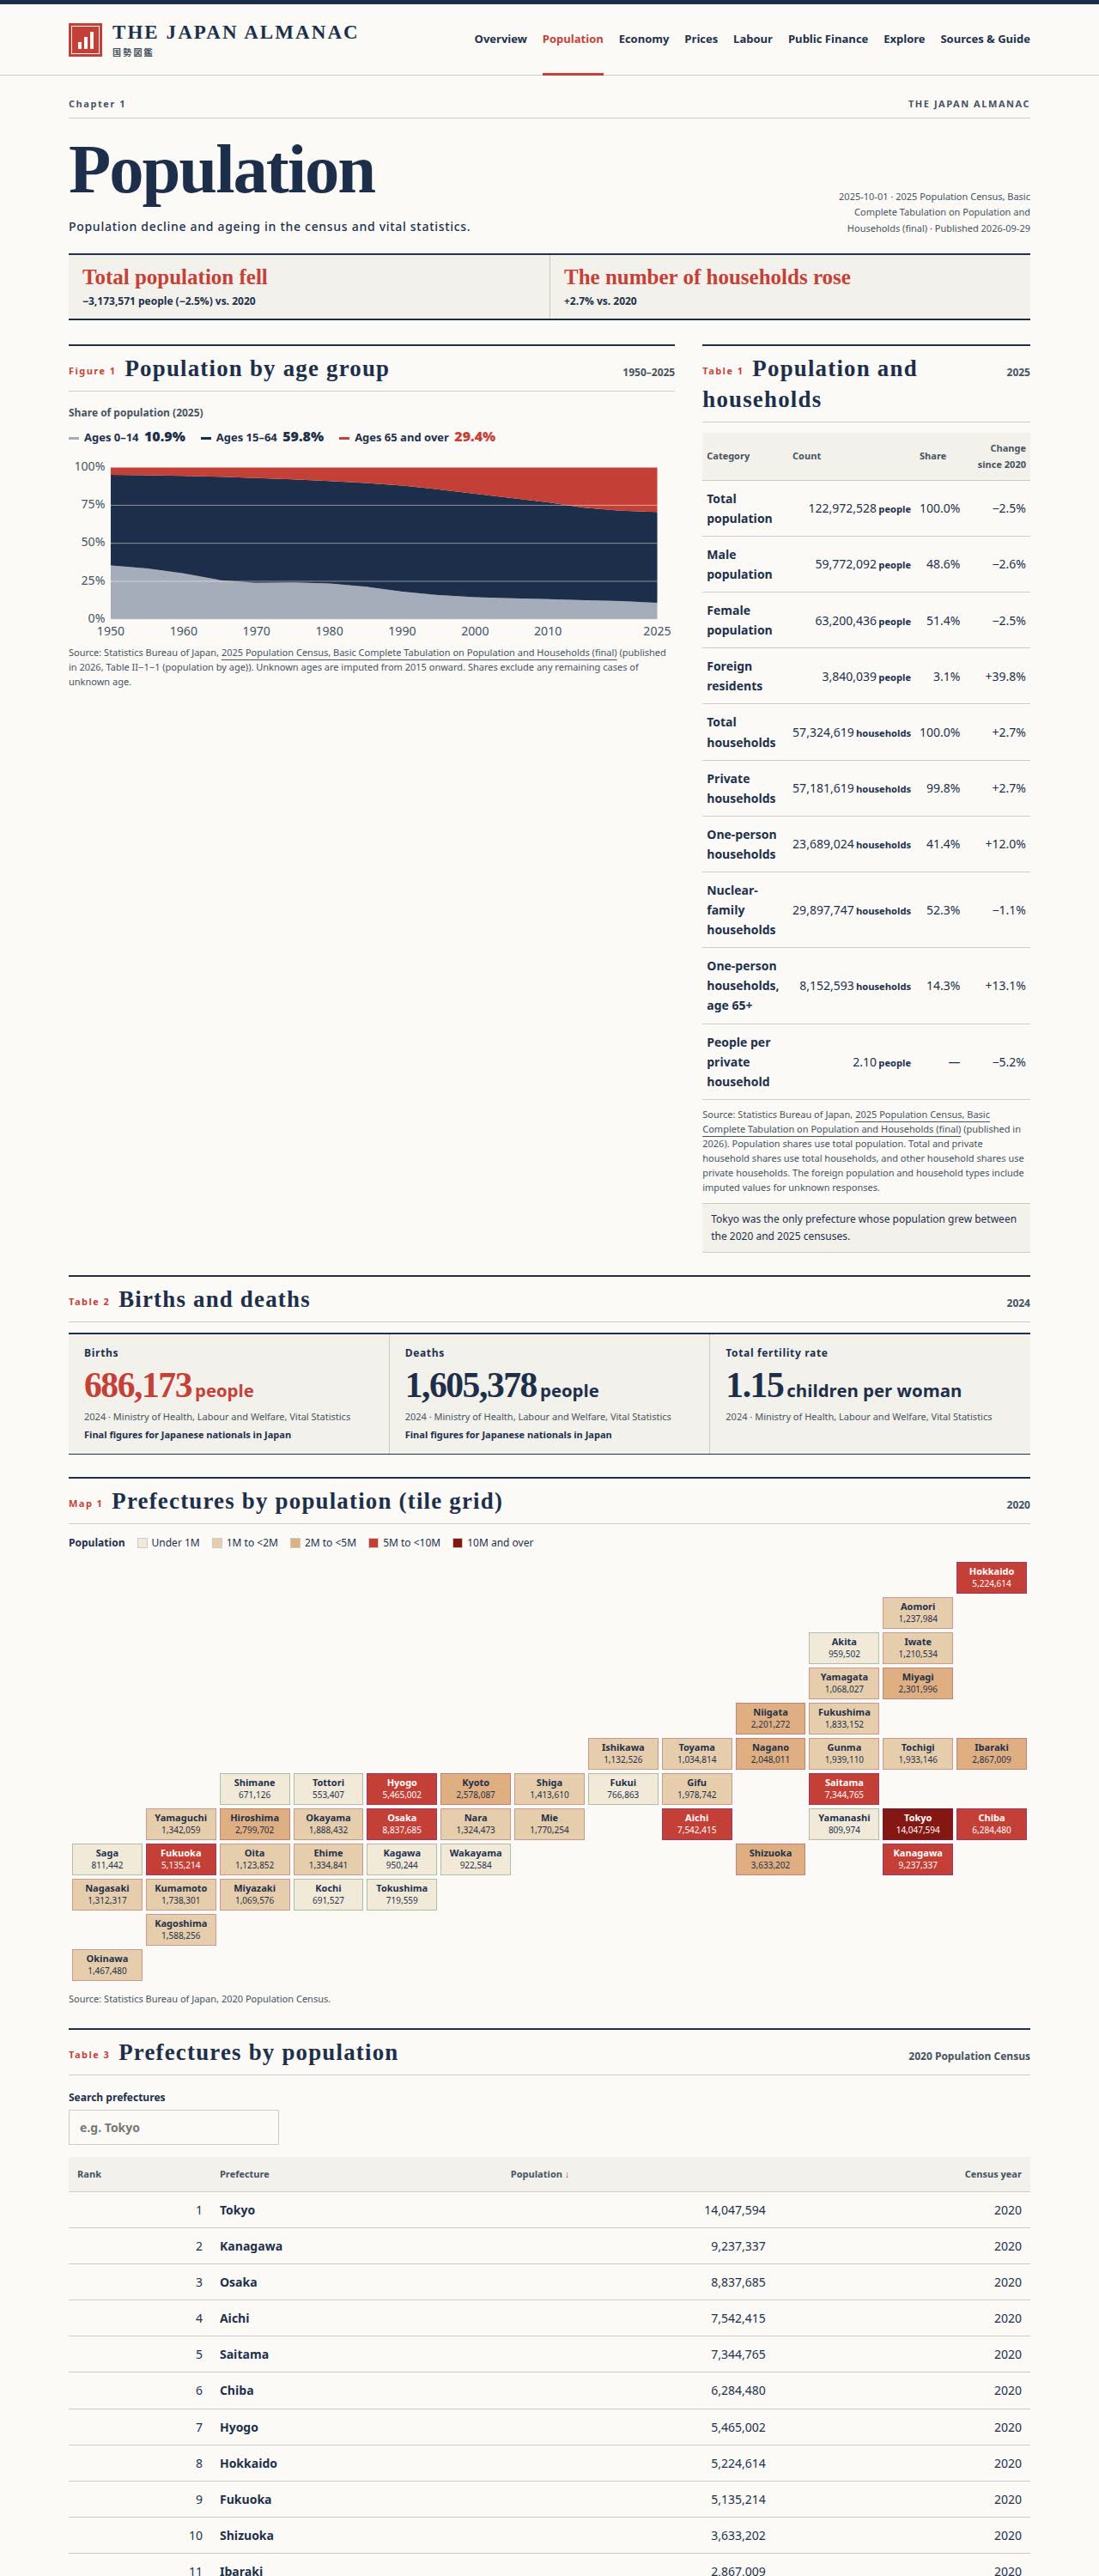 THE JAPAN ALMANAC
国勢図鑑
Overview Population Economy Prices Labour Public Finance Explore Sources & Guide
Chapter 1
THE JAPAN ALMANAC
Population
Population decline and ageing in the census and vital statistics.
2025-10-01 · 2025 Population Census, Basic
Complete Tabulation on Population and
Households (final) · Published 2026-09-29
Total population fell
−3,173,571 people (−2.5%) vs. 2020
The number of households rose
+2.7% vs. 2020
Figure 1 Population by age group 1950–2025
Share of population (2025)
Ages 0–14 10.9% Ages 15–64 59.8% Ages 65 and over 29.4%
100%
75%
50%
25%
0%
1950 1960 1970 1980 1990 2000 2010 2025
Source: Statistics Bureau of Japan, 2025 Population Census, Basic Complete Tabulation on Population and Households (final) (published
in 2026, Table II−1−1 (population by age)). Unknown ages are imputed from 2015 onward. Shares exclude any remaining cases of
unknown age.
Table 1 Population and 2025
households
Category Count Share Change
since 2020
Total
population 122,972,528 people 100.0% −2.5%
Male
population 59,772,092 people 48.6% −2.6%
Female
population 63,200,436 people 51.4% −2.5%
Foreign
residents 3,840,039 people 3.1% +39.8%
Total
households 57,324,619 households 100.0% +2.7%
Private
households 57,181,619 households 99.8% +2.7%
One-person
households 23,689,024 households 41.4% +12.0%
Nuclear-
family 29,897,747 households 52.3% −1.1%
households
One-person
households, 8,152,593 households 14.3% +13.1%
age 65+
People per
private 2.10 people — −5.2%
household
Source: Statistics Bureau of Japan, 2025 Population Census, Basic
Complete Tabulation on Population and Households (final) (published in
2026). Population shares use total population. Total and private
household shares use total households, and other household shares use
private households. The foreign population and household types include
imputed values for unknown responses.
Tokyo was the only prefecture whose population grew between
the 2020 and 2025 censuses.
Table 2 Births and deaths 2024
Births
686,173 people
2024 · Ministry of Health, Labour and Welfare, Vital Statistics
Final figures for Japanese nationals in Japan
Deaths
1,605,378 people
2024 · Ministry of Health, Labour and Welfare, Vital Statistics
Final figures for Japanese nationals in Japan
Total fertility rate
1.15 children per woman
2024 · Ministry of Health, Labour and Welfare, Vital Statistics
Map 1 Prefectures by population (tile grid) 2020
Population Under 1M 1M to <2M 2M to <5M 5M to <10M 10M and over
Hokkaido
5,224,614
Aomori
1,237,984
Akita Iwate
959,502 1,210,534
Yamagata Miyagi
1,068,027 2,301,996
Niigata Fukushima
2,201,272 1,833,152
Ishikawa Toyama Nagano Gunma Tochigi Ibaraki
1,132,526 1,034,814 2,048,011 1,939,110 1,933,146 2,867,009
Shimane Tottori Hyogo Kyoto Shiga Fukui Gifu Saitama
671,126 553,407 5,465,002 2,578,087 1,413,610 766,863 1,978,742 7,344,765
Yamaguchi Hiroshima Okayama Osaka Nara Mie Aichi Yamanashi Tokyo Chiba
1,342,059 2,799,702 1,888,432 8,837,685 1,324,473 1,770,254 7,542,415 809,974 14,047,594 6,284,480
Saga Fukuoka Oita Ehime Kagawa Wakayama Shizuoka Kanagawa
811,442 5,135,214 1,123,852 1,334,841 950,244 922,584 3,633,202 9,237,337
Nagasaki Kumamoto Miyazaki Kochi Tokushima
1,312,317 1,738,301 1,069,576 691,527 719,559
Kagoshima
1,588,256
Okinawa
1,467,480
Source: Statistics Bureau of Japan, 2020 Population Census.
Table 3 Prefectures by population 2020 Population Census
Search prefectures
e.g. Tokyo
Rank Prefecture Population ↓ Census year
1 Tokyo 14,047,594 2020
2 Kanagawa 9,237,337 2020
3 Osaka 8,837,685 2020
4 Aichi 7,542,415 2020
5 Saitama 7,344,765 2020
6 Chiba 6,284,480 2020
7 Hyogo 5,465,002 2020
8 Hokkaido 5,224,614 2020
9 Fukuoka 5,135,214 2020
10 Shizuoka 3,633,202 2020
11 Ibaraki 2,867,009 2020